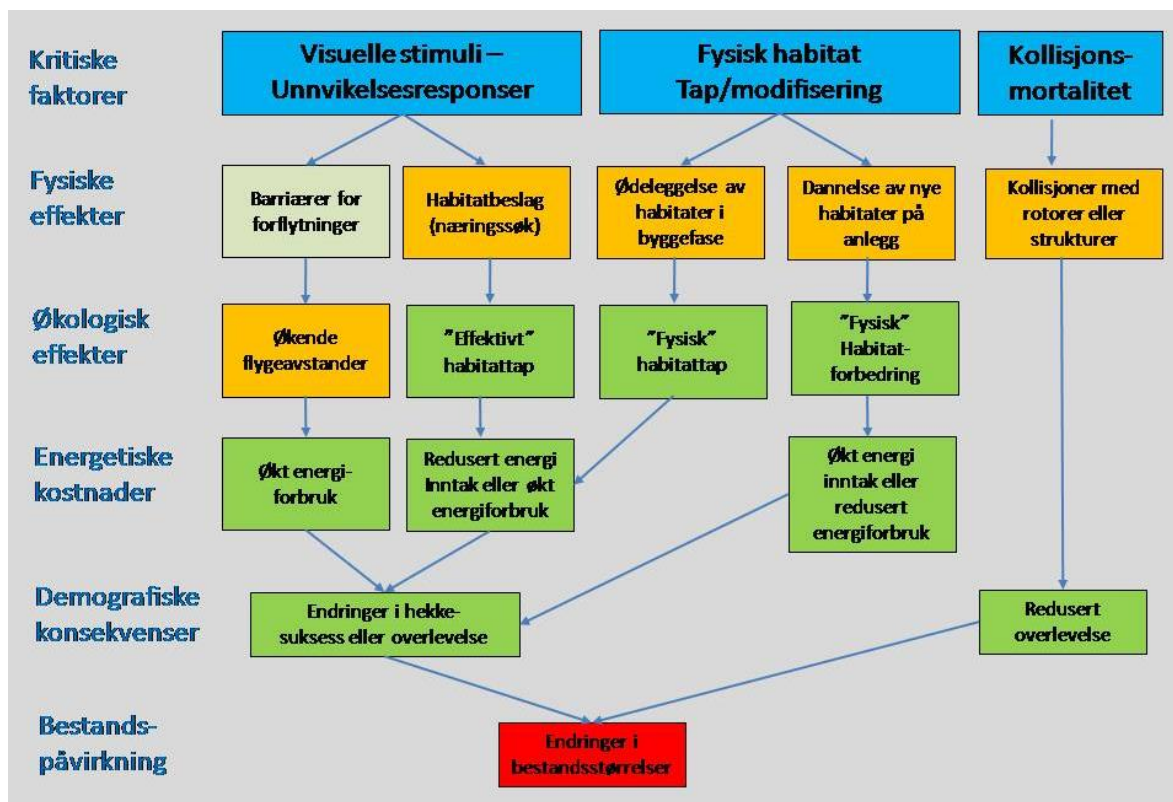 Kritiske
faktorer
Visuelle stimuli –
Unnvikelsesresponser
Fysisk habitat
Tap/modifisering
Kollisjons-
mortalitet
Fysiske
effekter
Barriærer for
forflytninger
Habitatbeslag
(næringssøk)
Ødeleggelse av
habitater i
byggefase
Dannelse av nye
habitater på
anlegg
Kollisjoner med
rotorer eller
strukturer
Økologisk
effekter
Økende
flygeavstander
”Effektivt”
habitattap
”Fysisk”
habitattap
”Fysisk”
Habitat-
forbedring
Energetiske
kostnader
Økt energi-
forbruk
Redusert energi
Inntak eller økt
energiforbruk
Økt energi
inntak eller
redusert
energiforbruk
Demografiske
konsekvenser
Endringer i hekke-
suksess eller overlevelse
Redusert
overlevelse
Bestands-
påvirkning
Endringer i
bestandsstørrelser